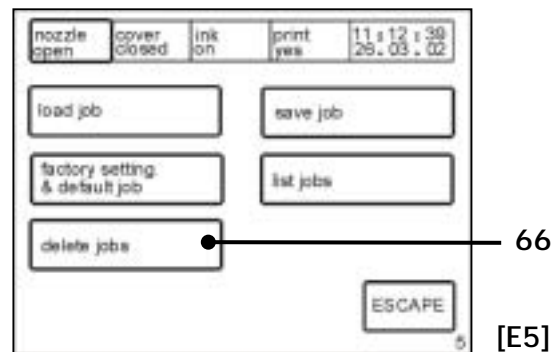 nozzle open cover closed ink on print yes 11:12:39 26.03.02
load job save job
factory setting & default job list jobs
delete jobs 66
ESCAPE
5 [E5]